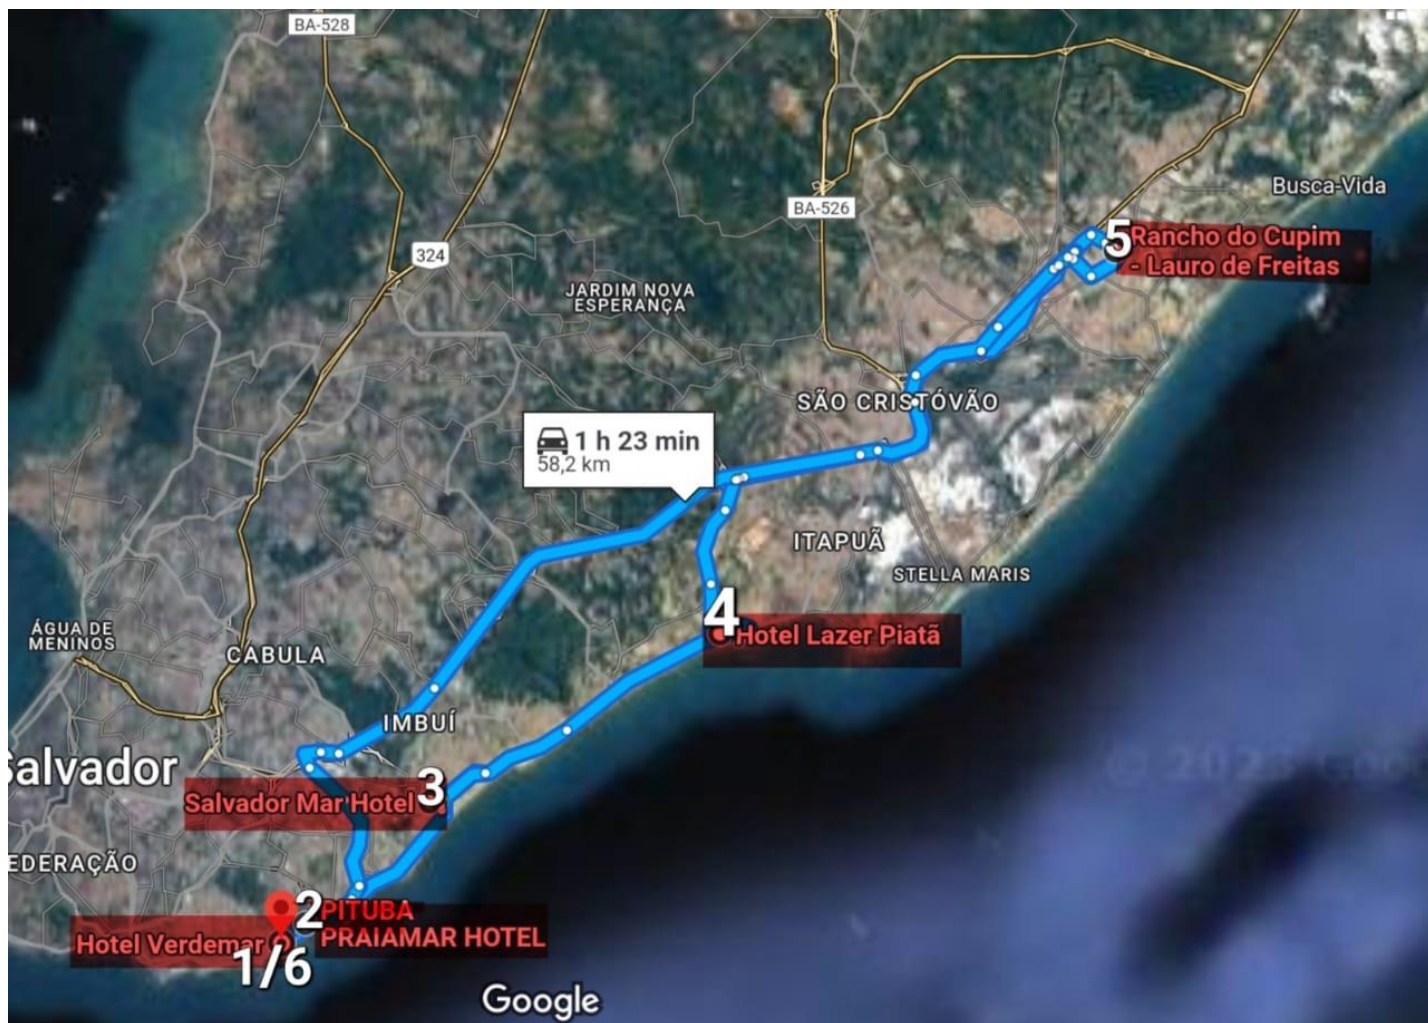 BA-528
Busca-Vida
BA-526
5
Rancho do Cupim
- Lauro de Freitas
324
JARDIM NOVA
ESPERANÇA
SÃO CRISTÓVÃO
1 h 23 min
58,2 km
ITAPUÃ
STELLA MARIS
4
Hotel Lazer Piatã
ÁGUA DE
MENINOS
CABULA
IMBUÍ
Salvador
3
Salvador Mar Hotel
EDERAÇÃO
2
PITUBA
PRAIAMAR HOTEL
Hotel Verdemar
1/6
Google